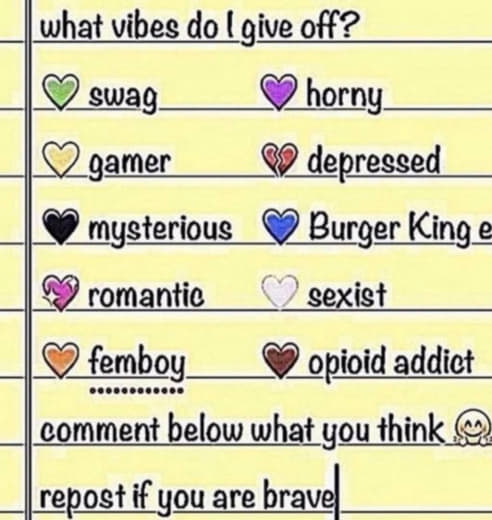 what vibes do I give off?
💚 swag 💜 horny
💛 gamer 💔 depressed
🖤 mysterious 💙 Burger King e
💖 romantic 🤍 sexist
🧡 femboy 🤎 opioid addict
comment below what you think 🤗
repost if you are brave